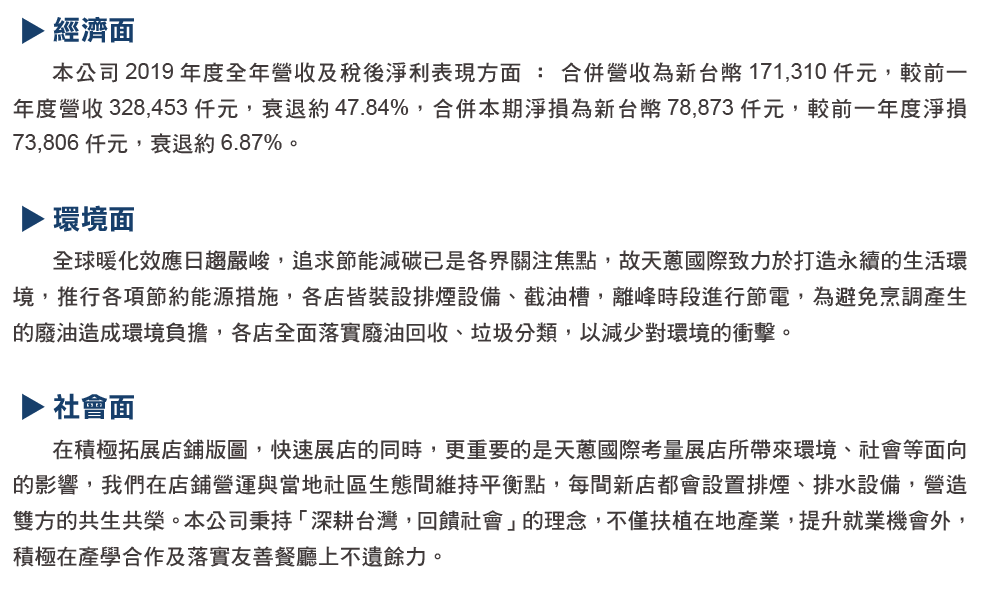 ▶ 經濟面
本公司 2019 年度全年營收及稅後淨利表現方面 ： 合併營收為新台幣 171,310 仟元，較前一
年度營收 328,453 仟元，衰退約 47.84%，合併本期淨損為新台幣 78,873 仟元，較前一年度淨損
73,806 仟元，衰退約 6.87%。
▶ 環境面
全球暖化效應日趨嚴峻，追求節能減碳已是各界關注焦點，故天蔥國際致力於打造永續的生活環
境，推行各項節約能源措施，各店皆裝設排煙設備、截油槽，離峰時段進行節電，為避免烹調產生
的廢油造成環境負擔，各店全面落實廢油回收、垃圾分類，以減少對環境的衝擊。
▶ 社會面
在積極拓展店鋪版圖，快速展店的同時，更重要的是天蔥國際考量展店所帶來環境、社會等面向
的影響，我們在店鋪營運與當地社區生態間維持平衡點，每間新店都會設置排煙、排水設備，營造
雙方的共生共榮。本公司秉持「深耕台灣，回饋社會」的理念，不僅扶植在地產業，提升就業機會外，
積極在產學合作及落實友善餐廳上不遺餘力。